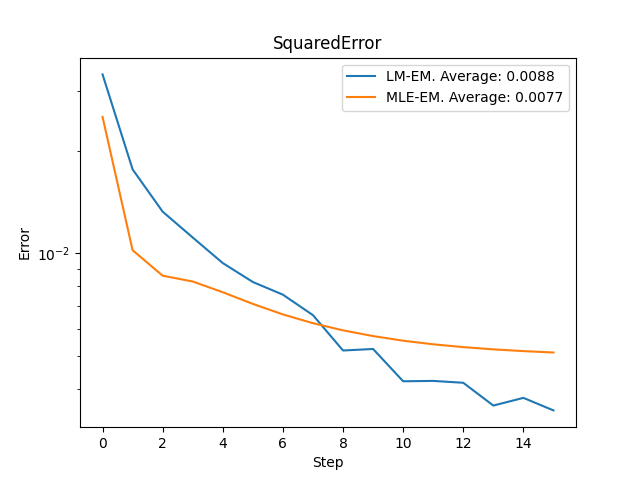 SquaredError
LM-EM. Average: 0.0088
MLE-EM. Average: 0.0077
Error
10⁻²
0 2 4 6 8 10 12 14
Step